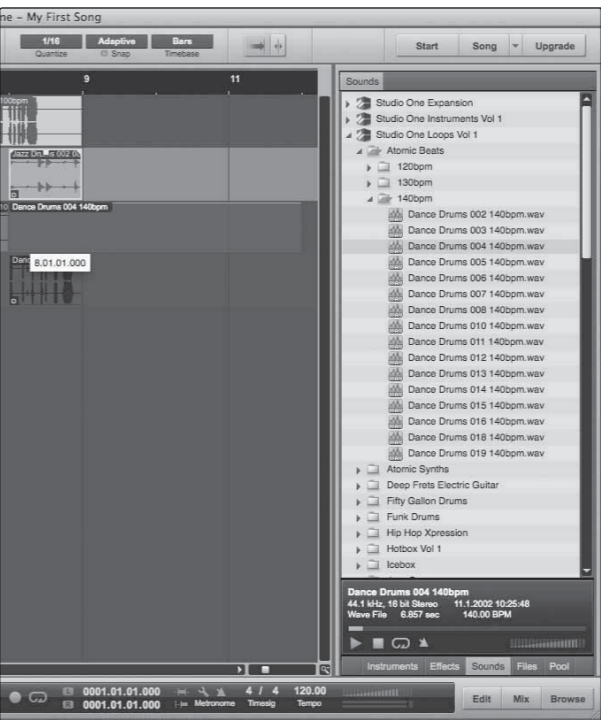 ne – My First Song
1/16 Adaptive Bars
Quantize Snap Timebase
Start Song Upgrade
9 11
100bpm
Dance Drums 004 140bpm
8.01.01.000
Sounds
Studio One Expansion
Studio One Instruments Vol 1
Studio One Loops Vol 1
Atomic Beats
120bpm
130bpm
140bpm
Dance Drums 002 140bpm.wav
Dance Drums 003 140bpm.wav
Dance Drums 004 140bpm.wav
Dance Drums 005 140bpm.wav
Dance Drums 006 140bpm.wav
Dance Drums 007 140bpm.wav
Dance Drums 008 140bpm.wav
Dance Drums 010 140bpm.wav
Dance Drums 011 140bpm.wav
Dance Drums 012 140bpm.wav
Dance Drums 013 140bpm.wav
Dance Drums 014 140bpm.wav
Dance Drums 015 140bpm.wav
Dance Drums 016 140bpm.wav
Dance Drums 018 140bpm.wav
Dance Drums 019 140bpm.wav
Atomic Synths
Deep Frets Electric Guitar
Fifty Gallon Drums
Funk Drums
Hip Hop Xpression
Hotbox Vol 1
Icebox
Dance Drums 004 140bpm
44.1 kHz, 16 bit Stereo 11.1.2002 10:25:48
Wave File 6.857 sec 140.00 BPM
Instruments Effects Sounds Files Pool
L 0001.01.01.000 4 / 4 120.00
R 0001.01.01.000 Metronome Timesig Tempo
Edit Mix Browse